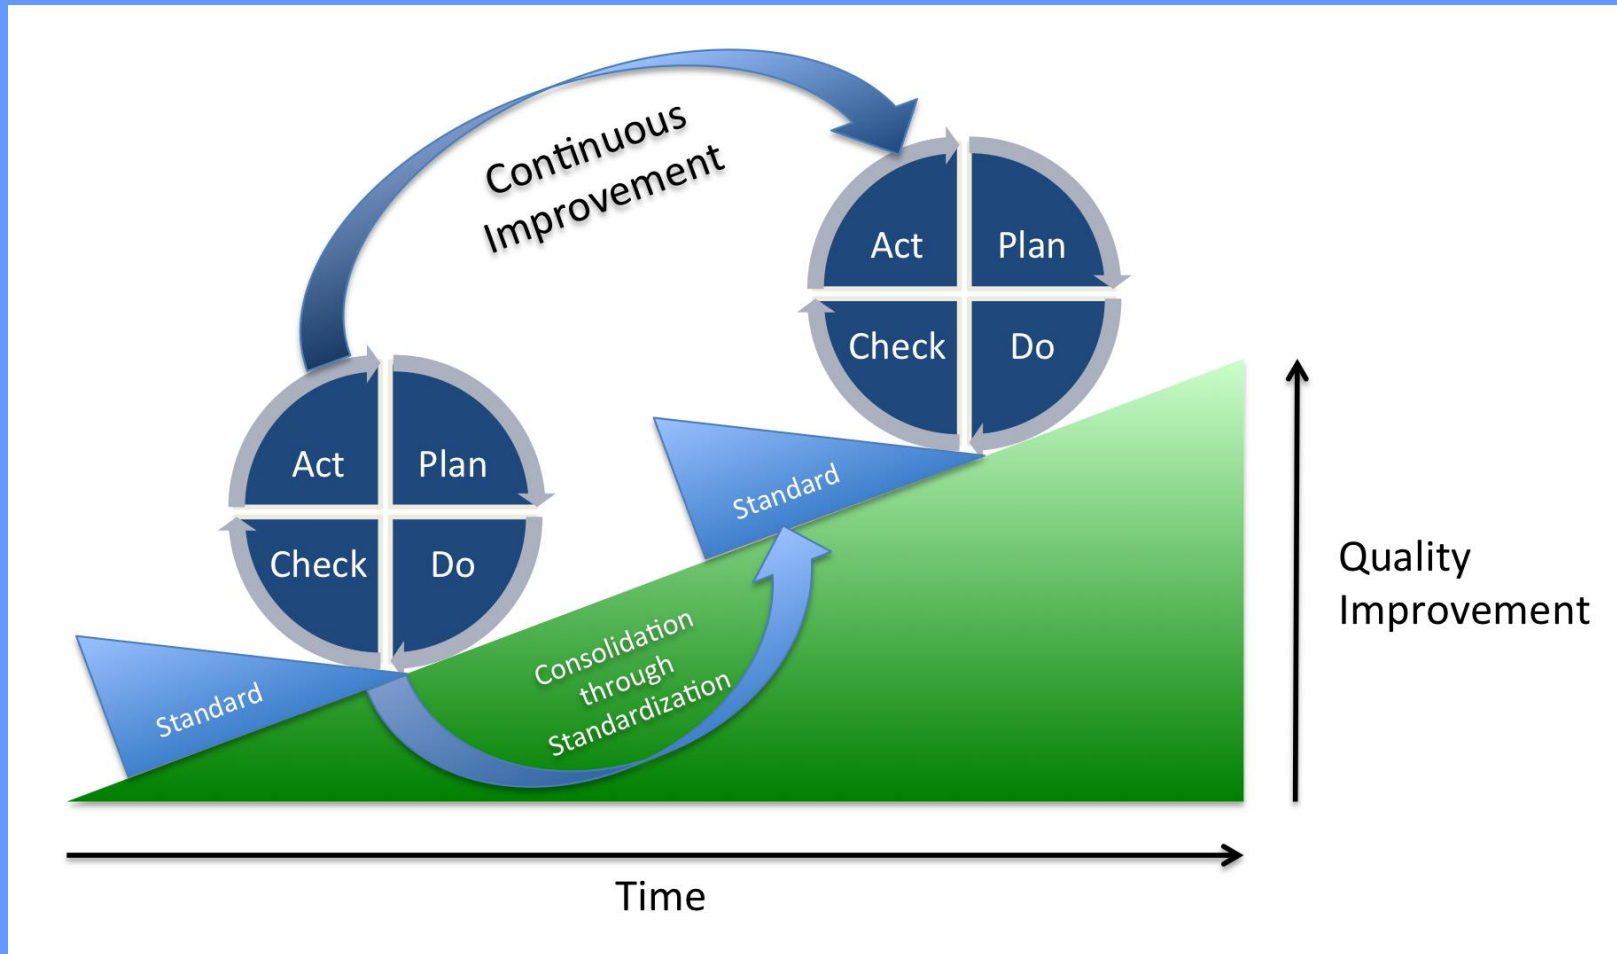 Continuous
Improvement
Act
Plan
Check
Do
Standard
Act
Plan
Check
Do
Standard
Consolidation
through
Standardization
Quality
Improvement
Time